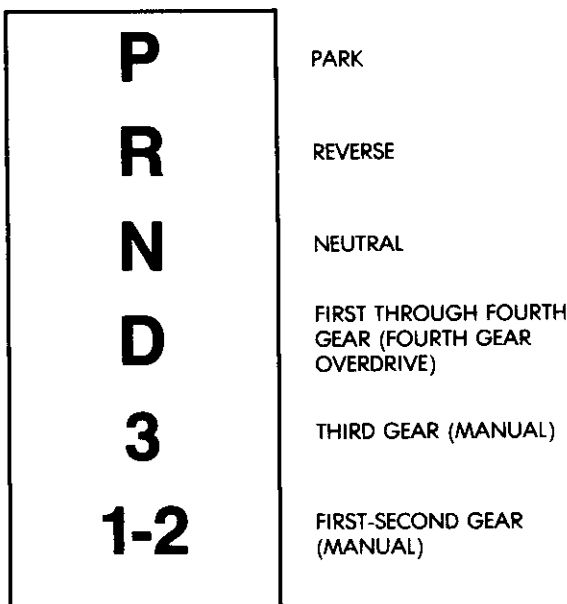 P PARK
R REVERSE
N NEUTRAL
D FIRST THROUGH FOURTH
GEAR (FOURTH GEAR
OVERDRIVE)
3 THIRD GEAR (MANUAL)
1-2 FIRST-SECOND GEAR
(MANUAL)